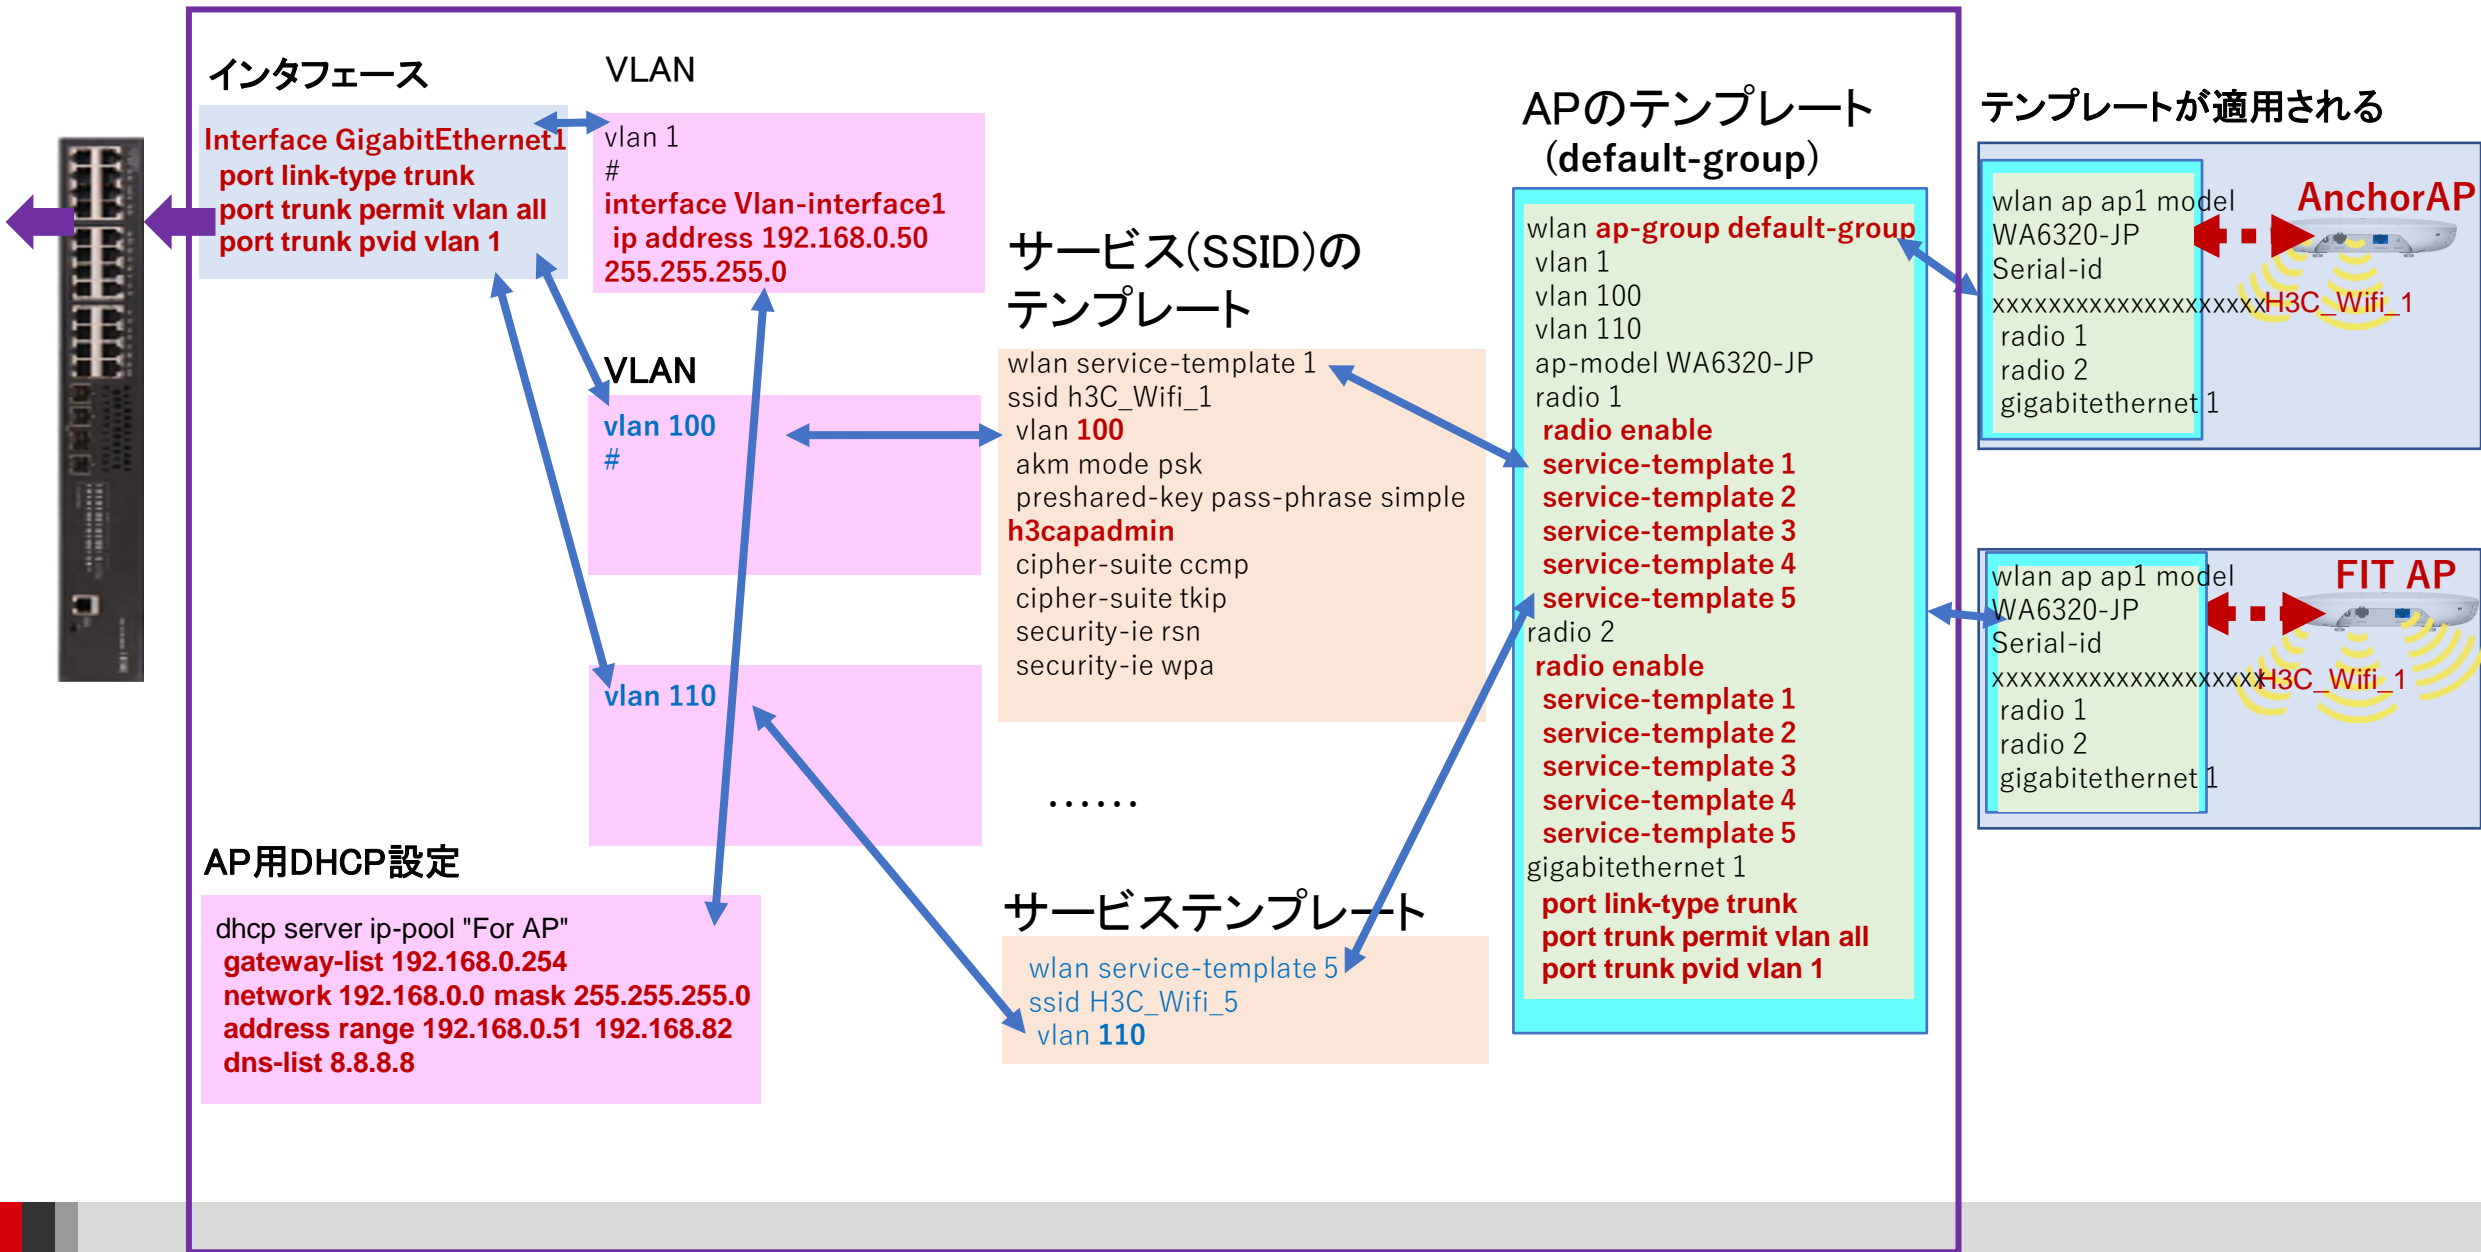 インタフェース
Interface GigabitEthernet1
port link-type trunk
port trunk permit vlan all
port trunk pvid vlan 1
VLAN
vlan 1
#
interface Vlan-interface1
ip address 192.168.0.50
255.255.255.0
VLAN
vlan 100
#
vlan 110
AP用DHCP設定
dhcp server ip-pool "For AP"
gateway-list 192.168.0.254
network 192.168.0.0 mask 255.255.255.0
address range 192.168.0.51 192.168.82
dns-list 8.8.8.8
サービス(SSID)の
テンプレート
wlan service-template 1
ssid h3C_Wifi_1
vlan 100
akm mode psk
preshared-key pass-phrase simple
h3capadmin
cipher-suite ccmp
cipher-suite tkip
security-ie rsn
security-ie wpa
……
サービステンプレート
wlan service-template 5
ssid H3C_Wifi_5
vlan 110
APのテンプレート
（default-group）
wlan ap-group default-group
vlan 1
vlan 100
vlan 110
ap-model WA6320-JP
radio 1
radio enable
service-template 1
service-template 2
service-template 3
service-template 4
service-template 5
radio 2
radio enable
service-template 1
service-template 2
service-template 3
service-template 4
service-template 5
gigabitethernet 1
port link-type trunk
port trunk permit vlan all
port trunk pvid vlan 1
テンプレートが適用される
wlan ap ap1 model
WA6320-JP
Serial-id
xxxxxxxxxxxxxxxxxxxx
radio 1
radio 2
gigabitethernet 1
AnchorAP
H3C_Wifi_1
wlan ap ap1 model
WA6320-JP
Serial-id
xxxxxxxxxxxxxxxxxxxx
radio 1
radio 2
gigabitethernet 1
FIT AP
H3C_Wifi_1